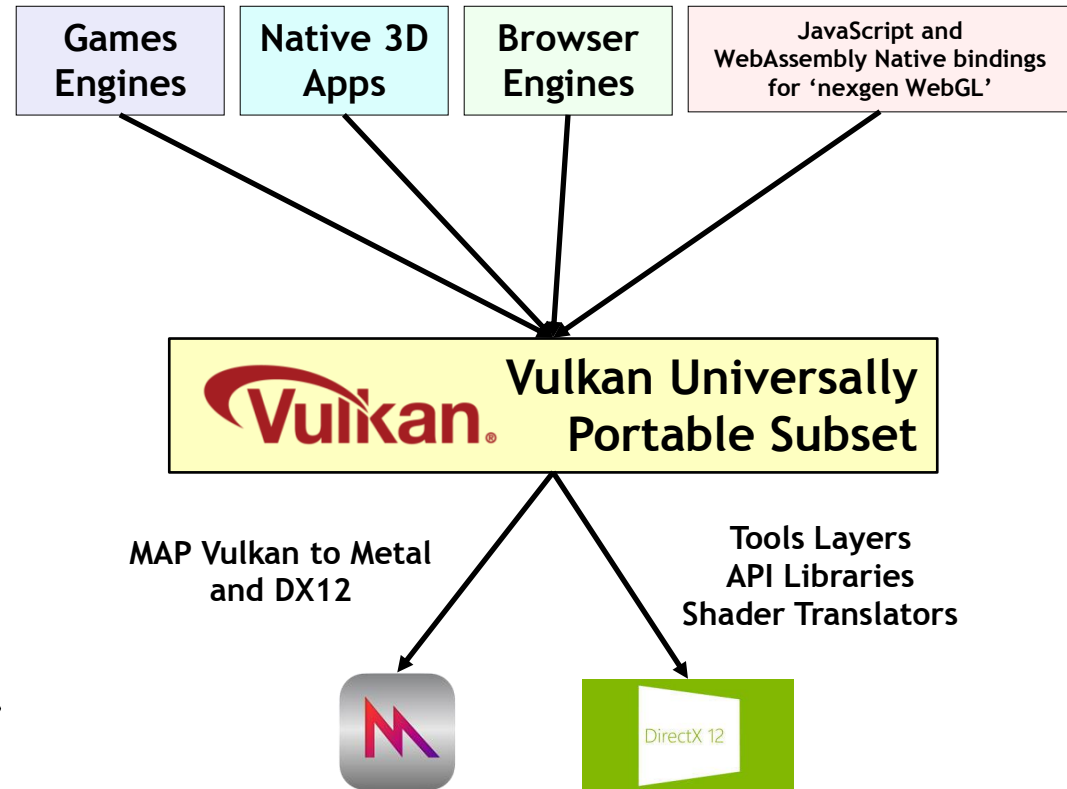 Games
Engines
Native 3D
Apps
Browser
Engines
JavaScript and
WebAssembly Native bindings
for ‘nexgen WebGL’
Vulkan®
Vulkan Universally
Portable Subset
MAP Vulkan to Metal
and DX12
Tools Layers
API Libraries
Shader Translators
DirectX 12